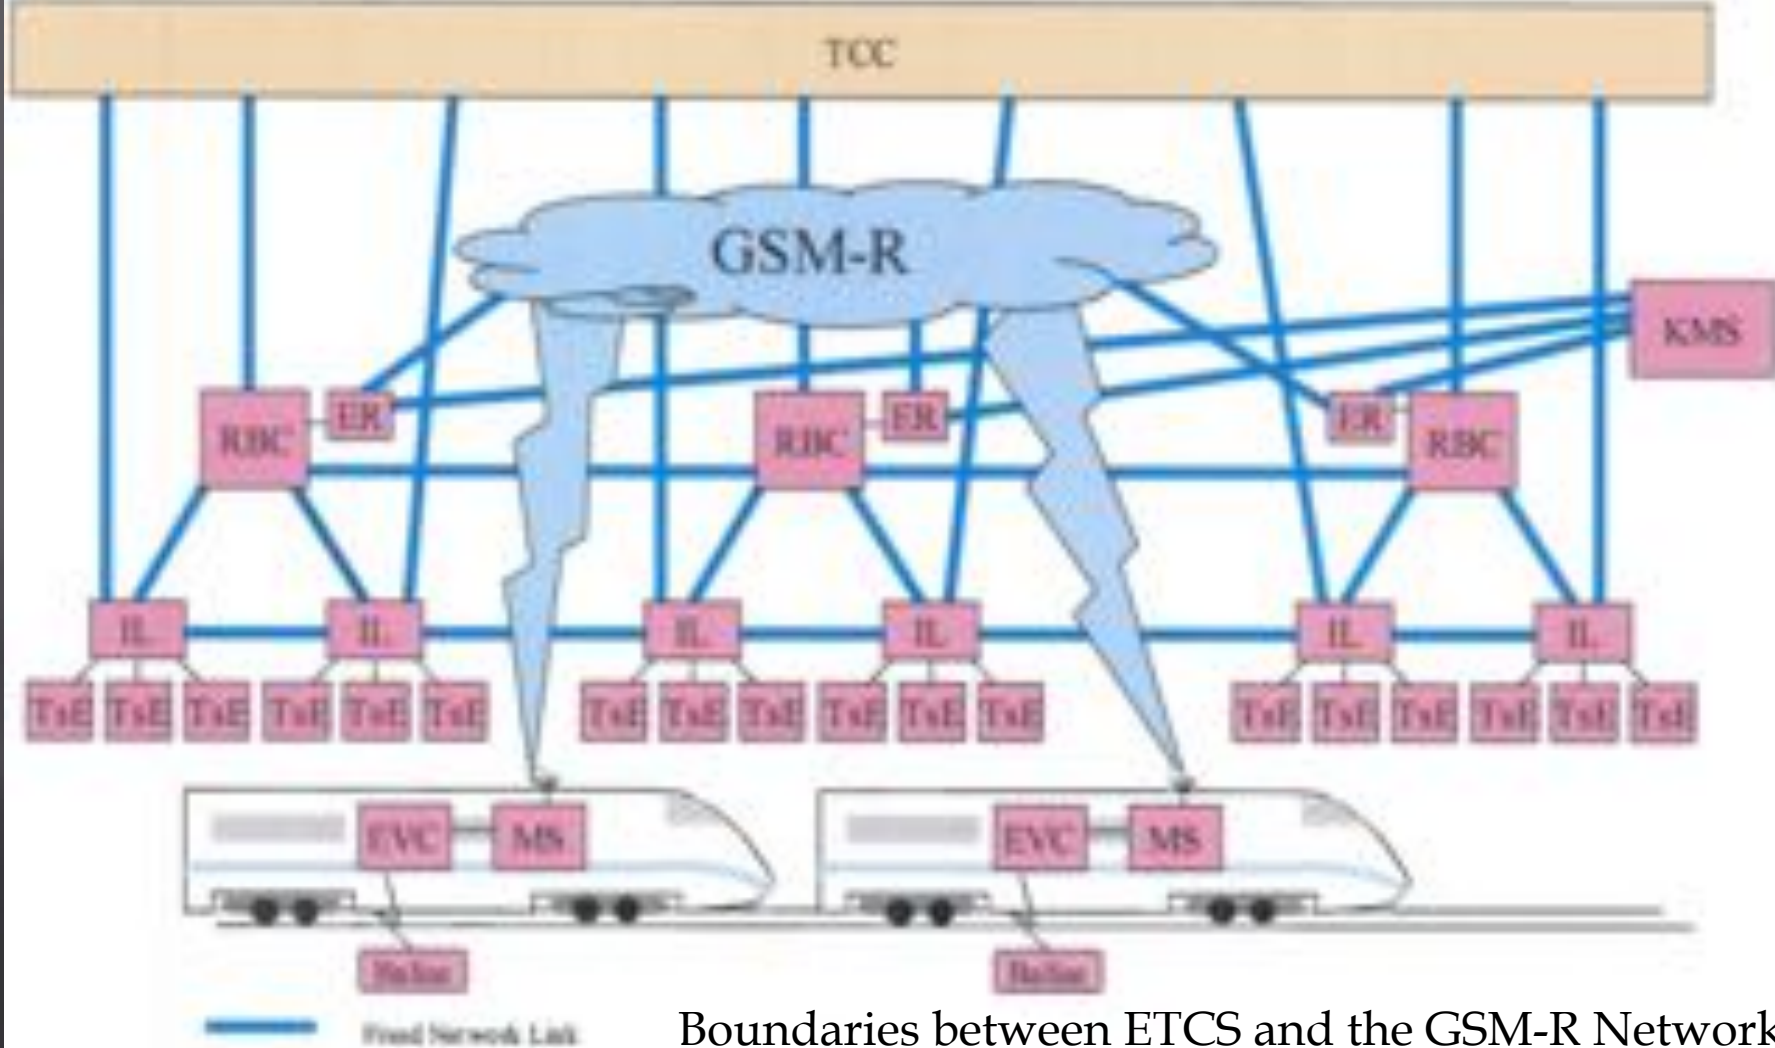 TCC
GSM-R
KMS
RBC ER RBC ER ER RBC
IL IL IL IL IL IL
TsE TsE TsE TsE TsE TsE TsE TsE TsE TsE TsE TsE TsE TsE TsE TsE TsE TsE
EVC MS EVC MS
Balise Balise
Fixed Network Link
Boundaries between ETCS and the GSM-R Network